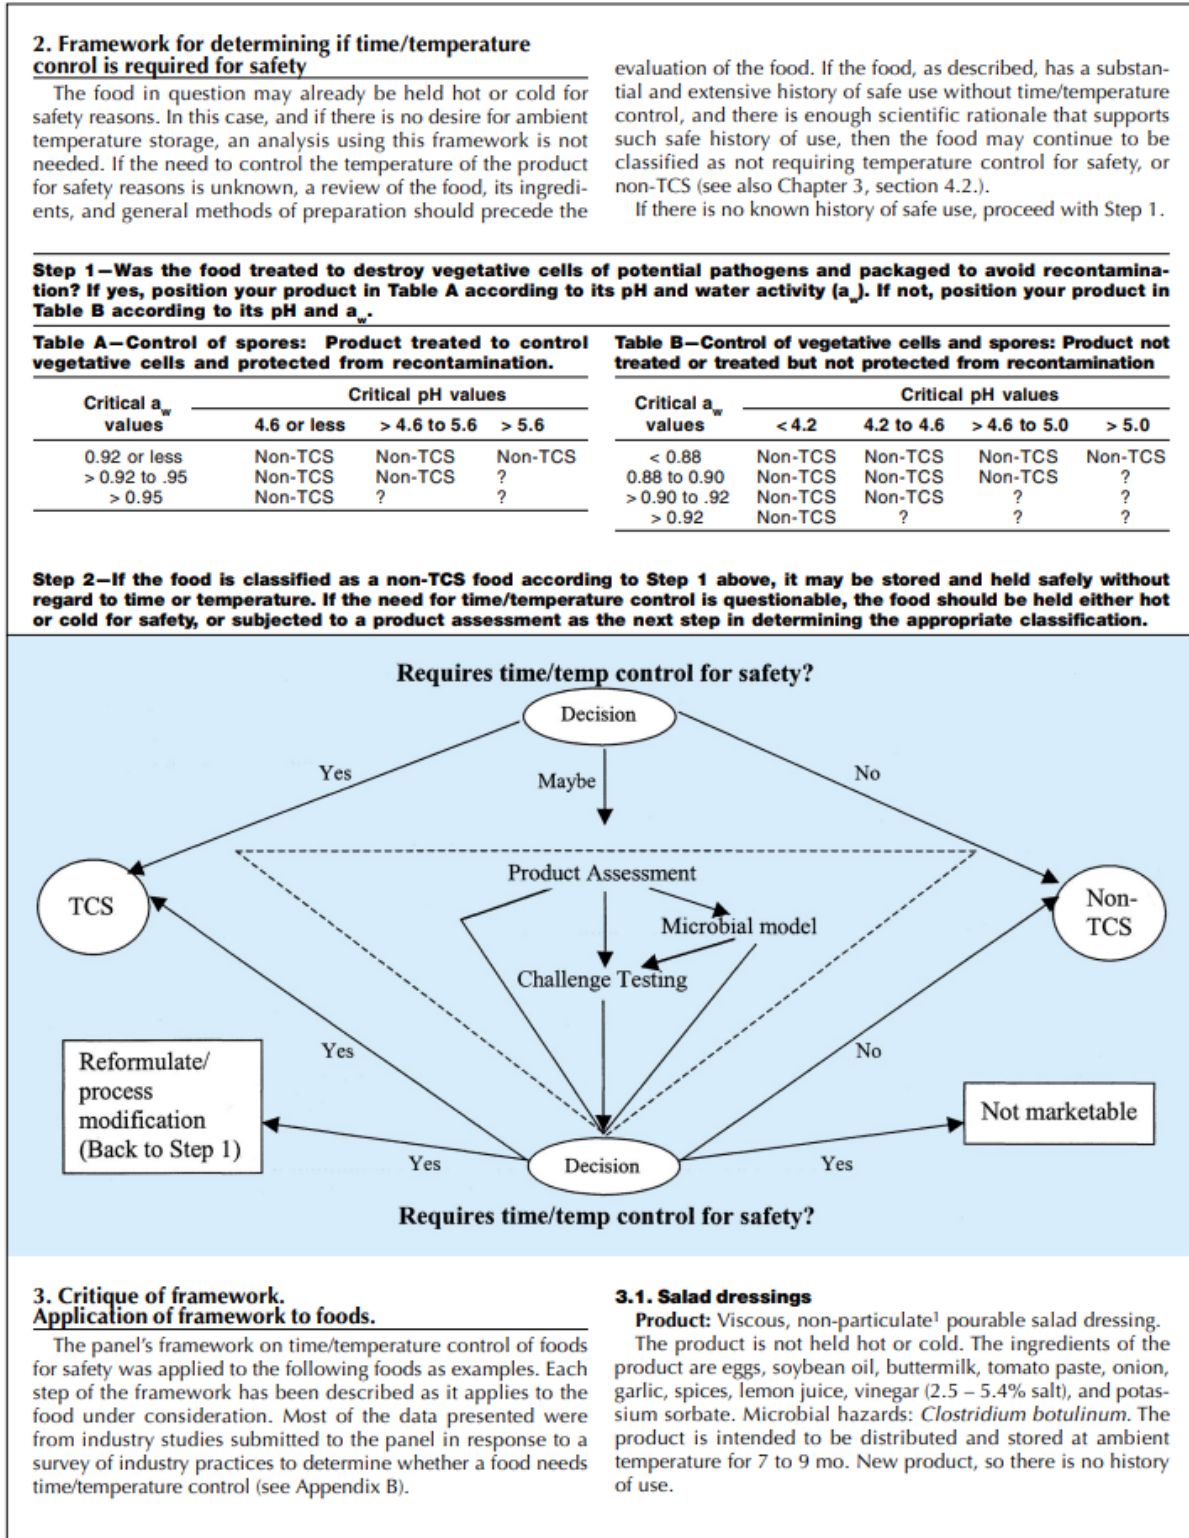 2. Framework for determining if time/temperature
conrol is required for safety
The food in question may already be held hot or cold for
safety reasons. In this case, and if there is no desire for ambient
temperature storage, an analysis using this framework is not
needed. If the need to control the temperature of the product
for safety reasons is unknown, a review of the food, its ingredi-
ents, and general methods of preparation should precede the
evaluation of the food. If the food, as described, has a substan-
tial and extensive history of safe use without time/temperature
control, and there is enough scientific rationale that supports
such safe history of use, then the food may continue to be
classified as not requiring temperature control for safety, or
non-TCS (see also Chapter 3, section 4.2.).
If there is no known history of safe use, proceed with Step 1.
Step 1—Was the food treated to destroy vegetative cells of potential pathogens and packaged to avoid recontamina-
tion? If yes, position your product in Table A according to its pH and water activity (aw). If not, position your product in
Table B according to its pH and aw.
Table A—Control of spores: Product treated to control
vegetative cells and protected from recontamination.
Critical aw values Critical pH values
4.6 or less > 4.6 to 5.6 > 5.6
0.92 or less Non-TCS Non-TCS Non-TCS
> 0.92 to .95 Non-TCS Non-TCS ?
> 0.95 Non-TCS ? ?
Table B—Control of vegetative cells and spores: Product not
treated or treated but not protected from recontamination
Critical aw values Critical pH values
< 4.2 4.2 to 4.6 > 4.6 to 5.0 > 5.0
< 0.88 Non-TCS Non-TCS Non-TCS Non-TCS
0.88 to 0.90 Non-TCS Non-TCS Non-TCS ?
> 0.90 to .92 Non-TCS Non-TCS ? ?
> 0.92 Non-TCS ? ? ?
Step 2—If the food is classified as a non-TCS food according to Step 1 above, it may be stored and held safely without
regard to time or temperature. If the need for time/temperature control is questionable, the food should be held either hot
or cold for safety, or subjected to a product assessment as the next step in determining the appropriate classification.
Requires time/temp control for safety?
Decision
Yes
Maybe
No
TCS
Product Assessment
Microbial model
Challenge Testing
Non-
TCS
Yes
No
Reformulate/
process
modification
(Back to Step 1)
Not marketable
Yes
Decision
Yes
Requires time/temp control for safety?
3. Critique of framework.
Application of framework to foods.
The panel's framework on time/temperature control of foods
for safety was applied to the following foods as examples. Each
step of the framework has been described as it applies to the
food under consideration. Most of the data presented were
from industry studies submitted to the panel in response to a
survey of industry practices to determine whether a food needs
time/temperature control (see Appendix B).
3.1. Salad dressings
Product: Viscous, non-particulate1 pourable salad dressing.
The product is not held hot or cold. The ingredients of the
product are eggs, soybean oil, buttermilk, tomato paste, onion,
garlic, spices, lemon juice, vinegar (2.5 – 5.4% salt), and potas-
sium sorbate. Microbial hazards: Clostridium botulinum. The
product is intended to be distributed and stored at ambient
temperature for 7 to 9 mo. New product, so there is no history
of use.